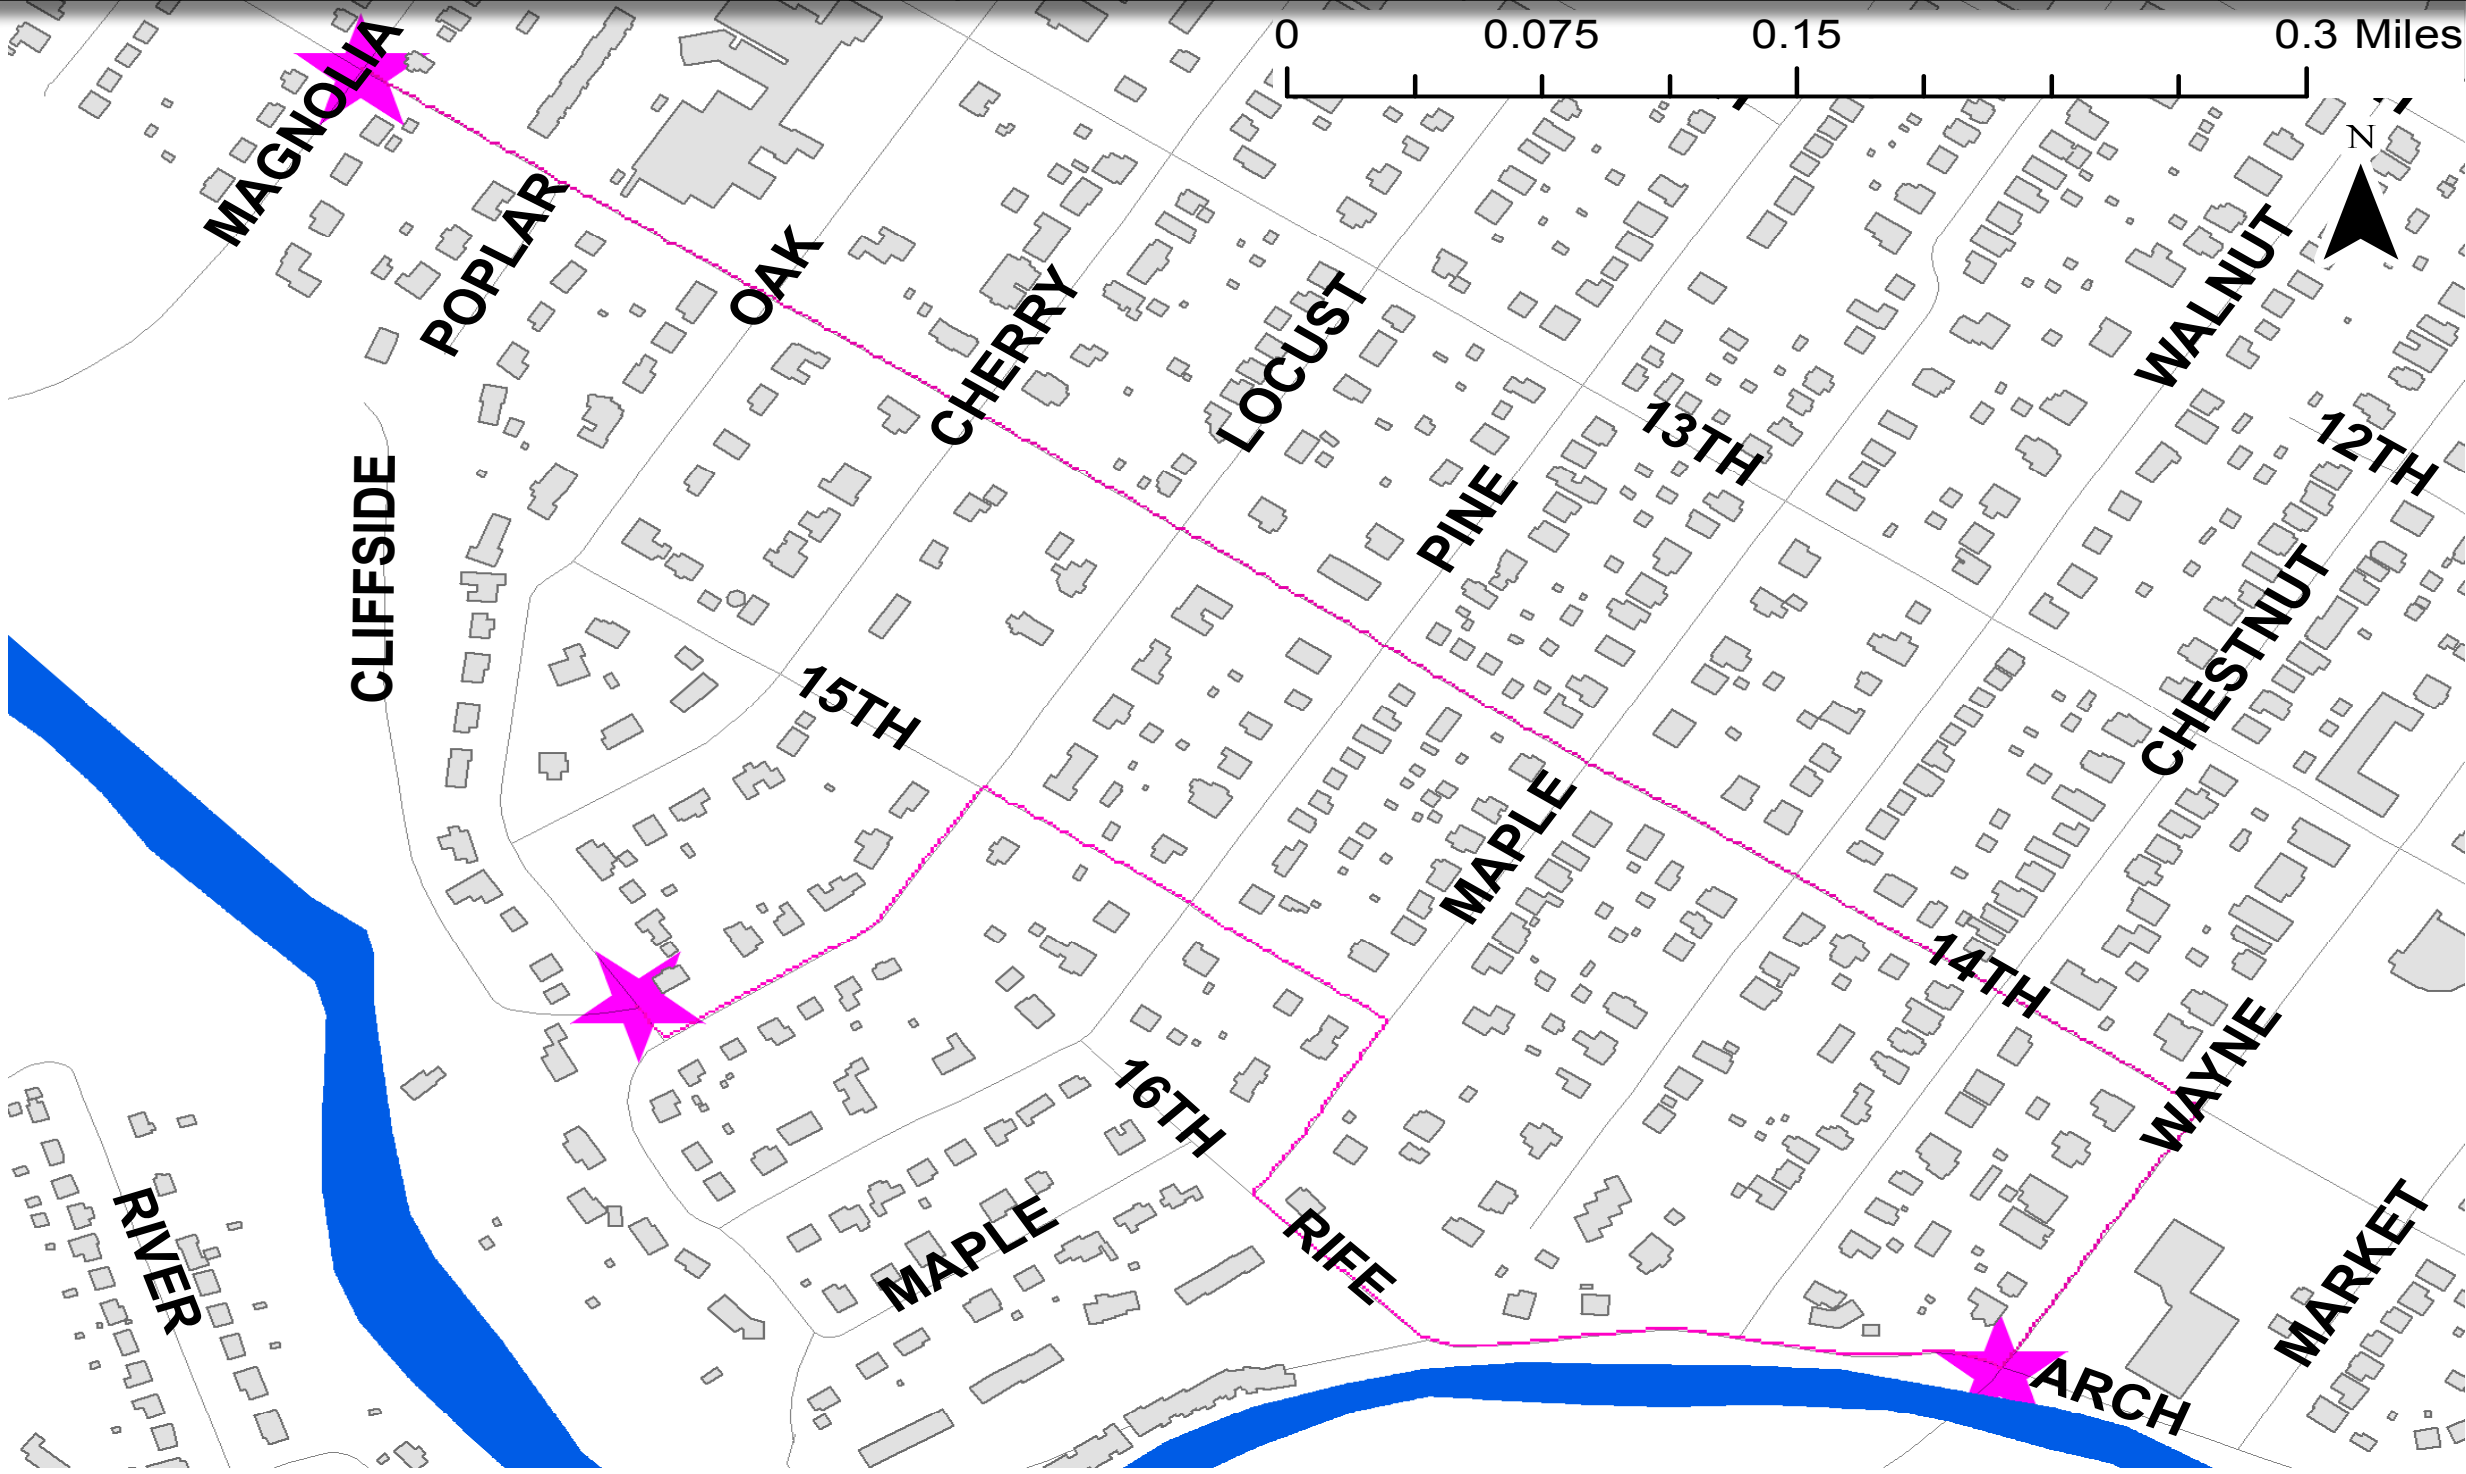 0 0.075 0.15 0.3 Miles
N
MAGNOLIA
POPLAR
OAK
CHERRY
LOCUST
WALNUT
13TH
12TH
PINE
CLIFFSIDE
CHESTNUT
15TH
MAPLE
14TH
WAYNE
16TH
RIVER
MAPLE
RIFE
MARKET
ARCH